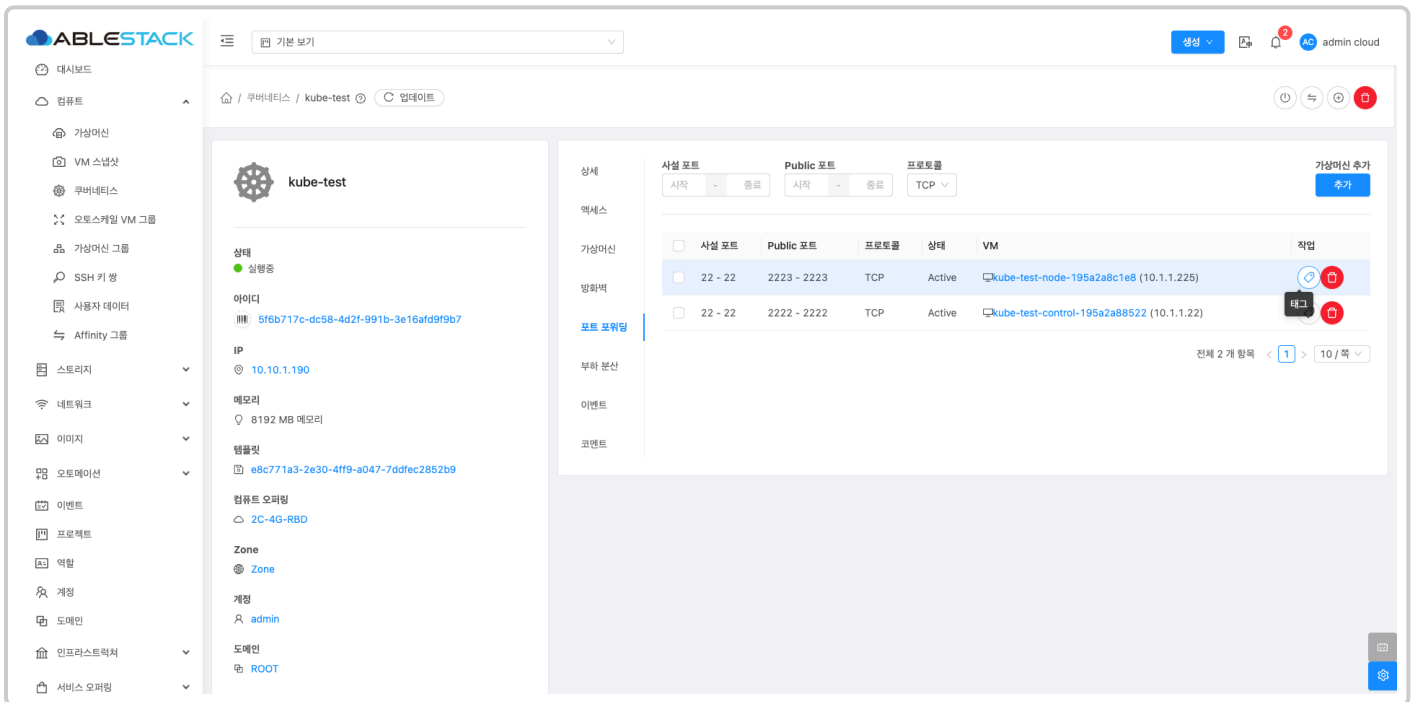 ABLESTACK
기본 보기
생성
2
AC
admin cloud
대시보드
컴퓨트
가상머신
VM 스냅샷
쿠버네티스
오토스케일 VM 그룹
가상머신 그룹
SSH 키 쌍
사용자 데이터
Affinity 그룹
스토리지
네트워크
이미지
오토메이션
이벤트
프로젝트
역할
계정
도메인
인프라스트럭쳐
서비스 오퍼링
/ 쿠버네티스 / kube-test
업데이트
kube-test
상태
실행중
아이디
5f6b717c-dc58-4d2f-991b-3e16afd9f9b7
IP
10.10.1.190
메모리
8192 MB 메모리
템플릿
e8c771a3-2e30-4ff9-a047-7ddfec2852b9
컴퓨트 오퍼링
2C-4G-RBD
Zone
Zone
계정
admin
도메인
ROOT
상세
액세스
가상머신
방화벽
포트 포워딩
부하 분산
이벤트
코멘트
사설 포트 Public 포트 프로토콜 가상머신 추가
시작 - 종료 시작 - 종료 TCP 추가
사설 포트 Public 포트 프로토콜 상태 VM 작업
22 - 22 2223 - 2223 TCP Active kube-test-node-195a2a8c1e8 (10.1.1.225)
태그
22 - 22 2222 - 2222 TCP Active kube-test-control-195a2a88522 (10.1.1.22)
전체 2 개 항목 < 1 > 10 / 쪽